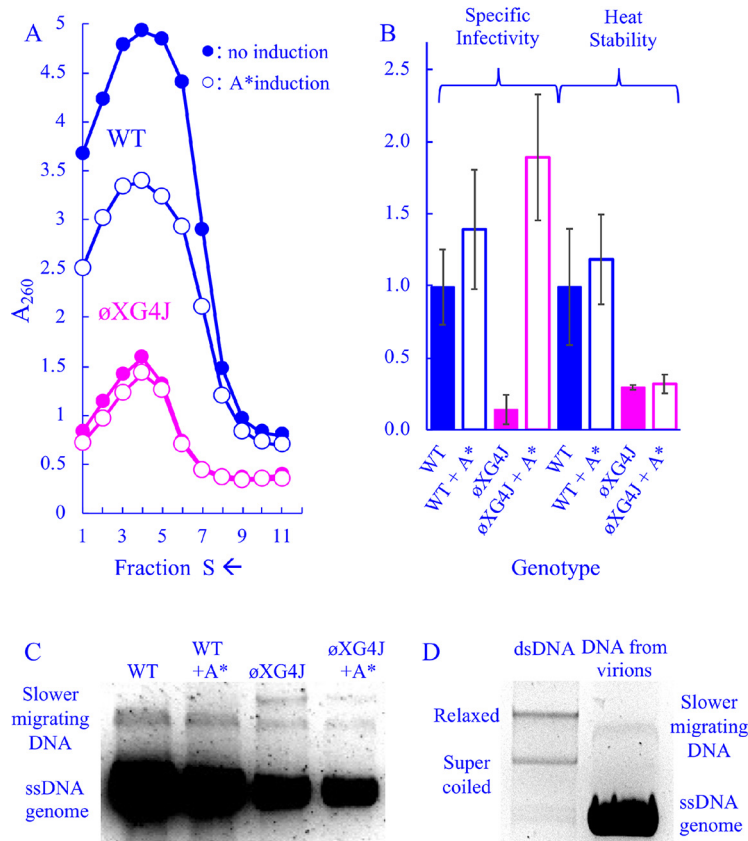 A
●: no induction
○: A*induction
WT
øXG4J
A260
5
4.5
4
3.5
3
2.5
2
1.5
1
0.5
0
1 3 5 7 9 11
Fraction S ←
B
Specific
Infectivity
Heat
Stability
2.5
2.0
1.5
1.0
0.5
0.0
WT
WT + A*
øXG4J
øXG4J + A*
WT
WT + A*
øXG4J
øXG4J + A*
Genotype
C
WT
WT
+A*
øXG4J
øXG4J
+A*
Slower
migrating
DNA
ssDNA
genome
D
dsDNA
DNA from
virions
Relaxed
Super
coiled
Slower
migrating
DNA
ssDNA
genome